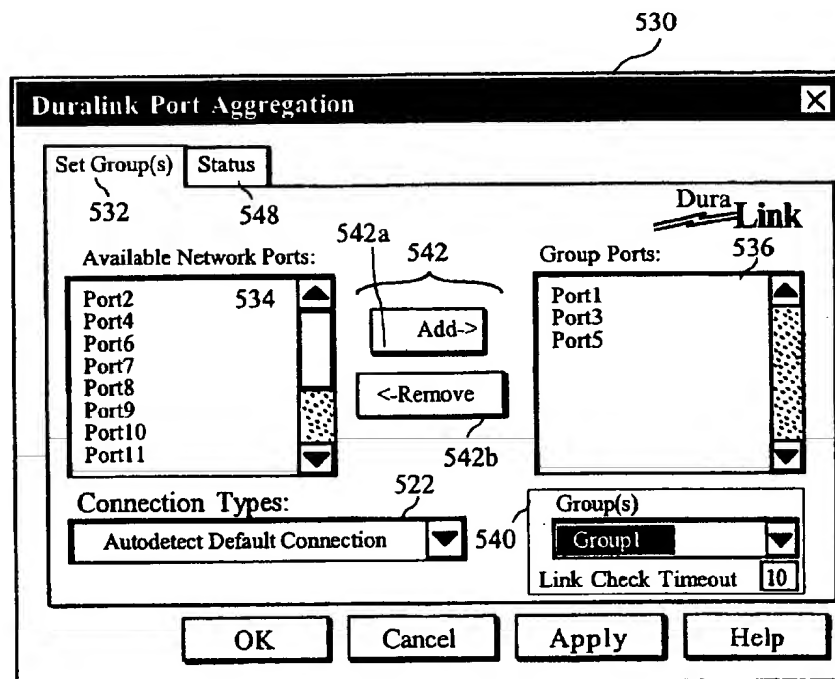 530
Duralink Port Aggregation
Set Group(s)
Status
532
548
Dura
Link
542a
542
536
Available Network Ports:
Group Ports:
Port2
Port4
Port6
Port7
Port8
Port9
Port10
Port11
534
Add->
<-Remove
542b
Port1
Port3
Port5
Connection Types:
522
Autodetect Default Connection
540
Group(s)
Group1
Link Check Timeout 10
OK
Cancel
Apply
Help